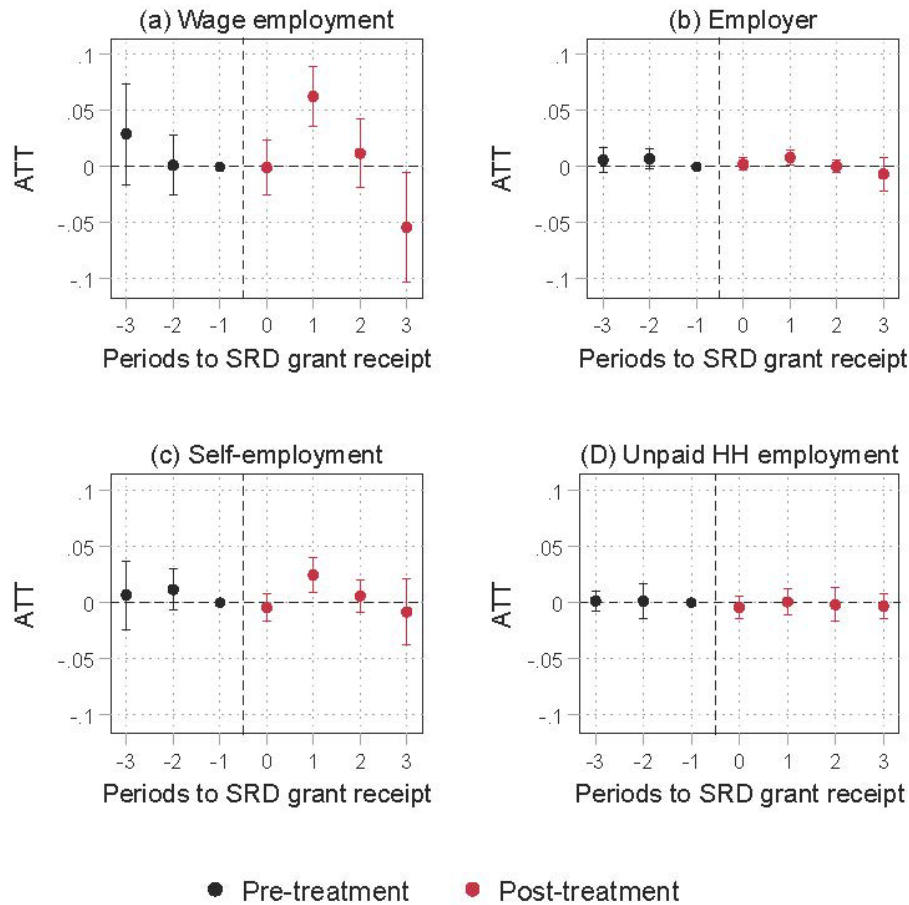 (a) Wage employment
(b) Employer
.1
.05
0
-.05
-.1
ATT
-3 -2 -1 0 1 2 3
Periods to SRD grant receipt
.1
.05
0
-.05
-.1
ATT
-3 -2 -1 0 1 2 3
Periods to SRD grant receipt
(c) Self-employment
(D) Unpaid HH employment
.1
.05
0
-.05
-.1
ATT
-3 -2 -1 0 1 2 3
Periods to SRD grant receipt
.1
.05
0
-.05
-.1
ATT
-3 -2 -1 0 1 2 3
Periods to SRD grant receipt
Pre-treatment
Post-treatment